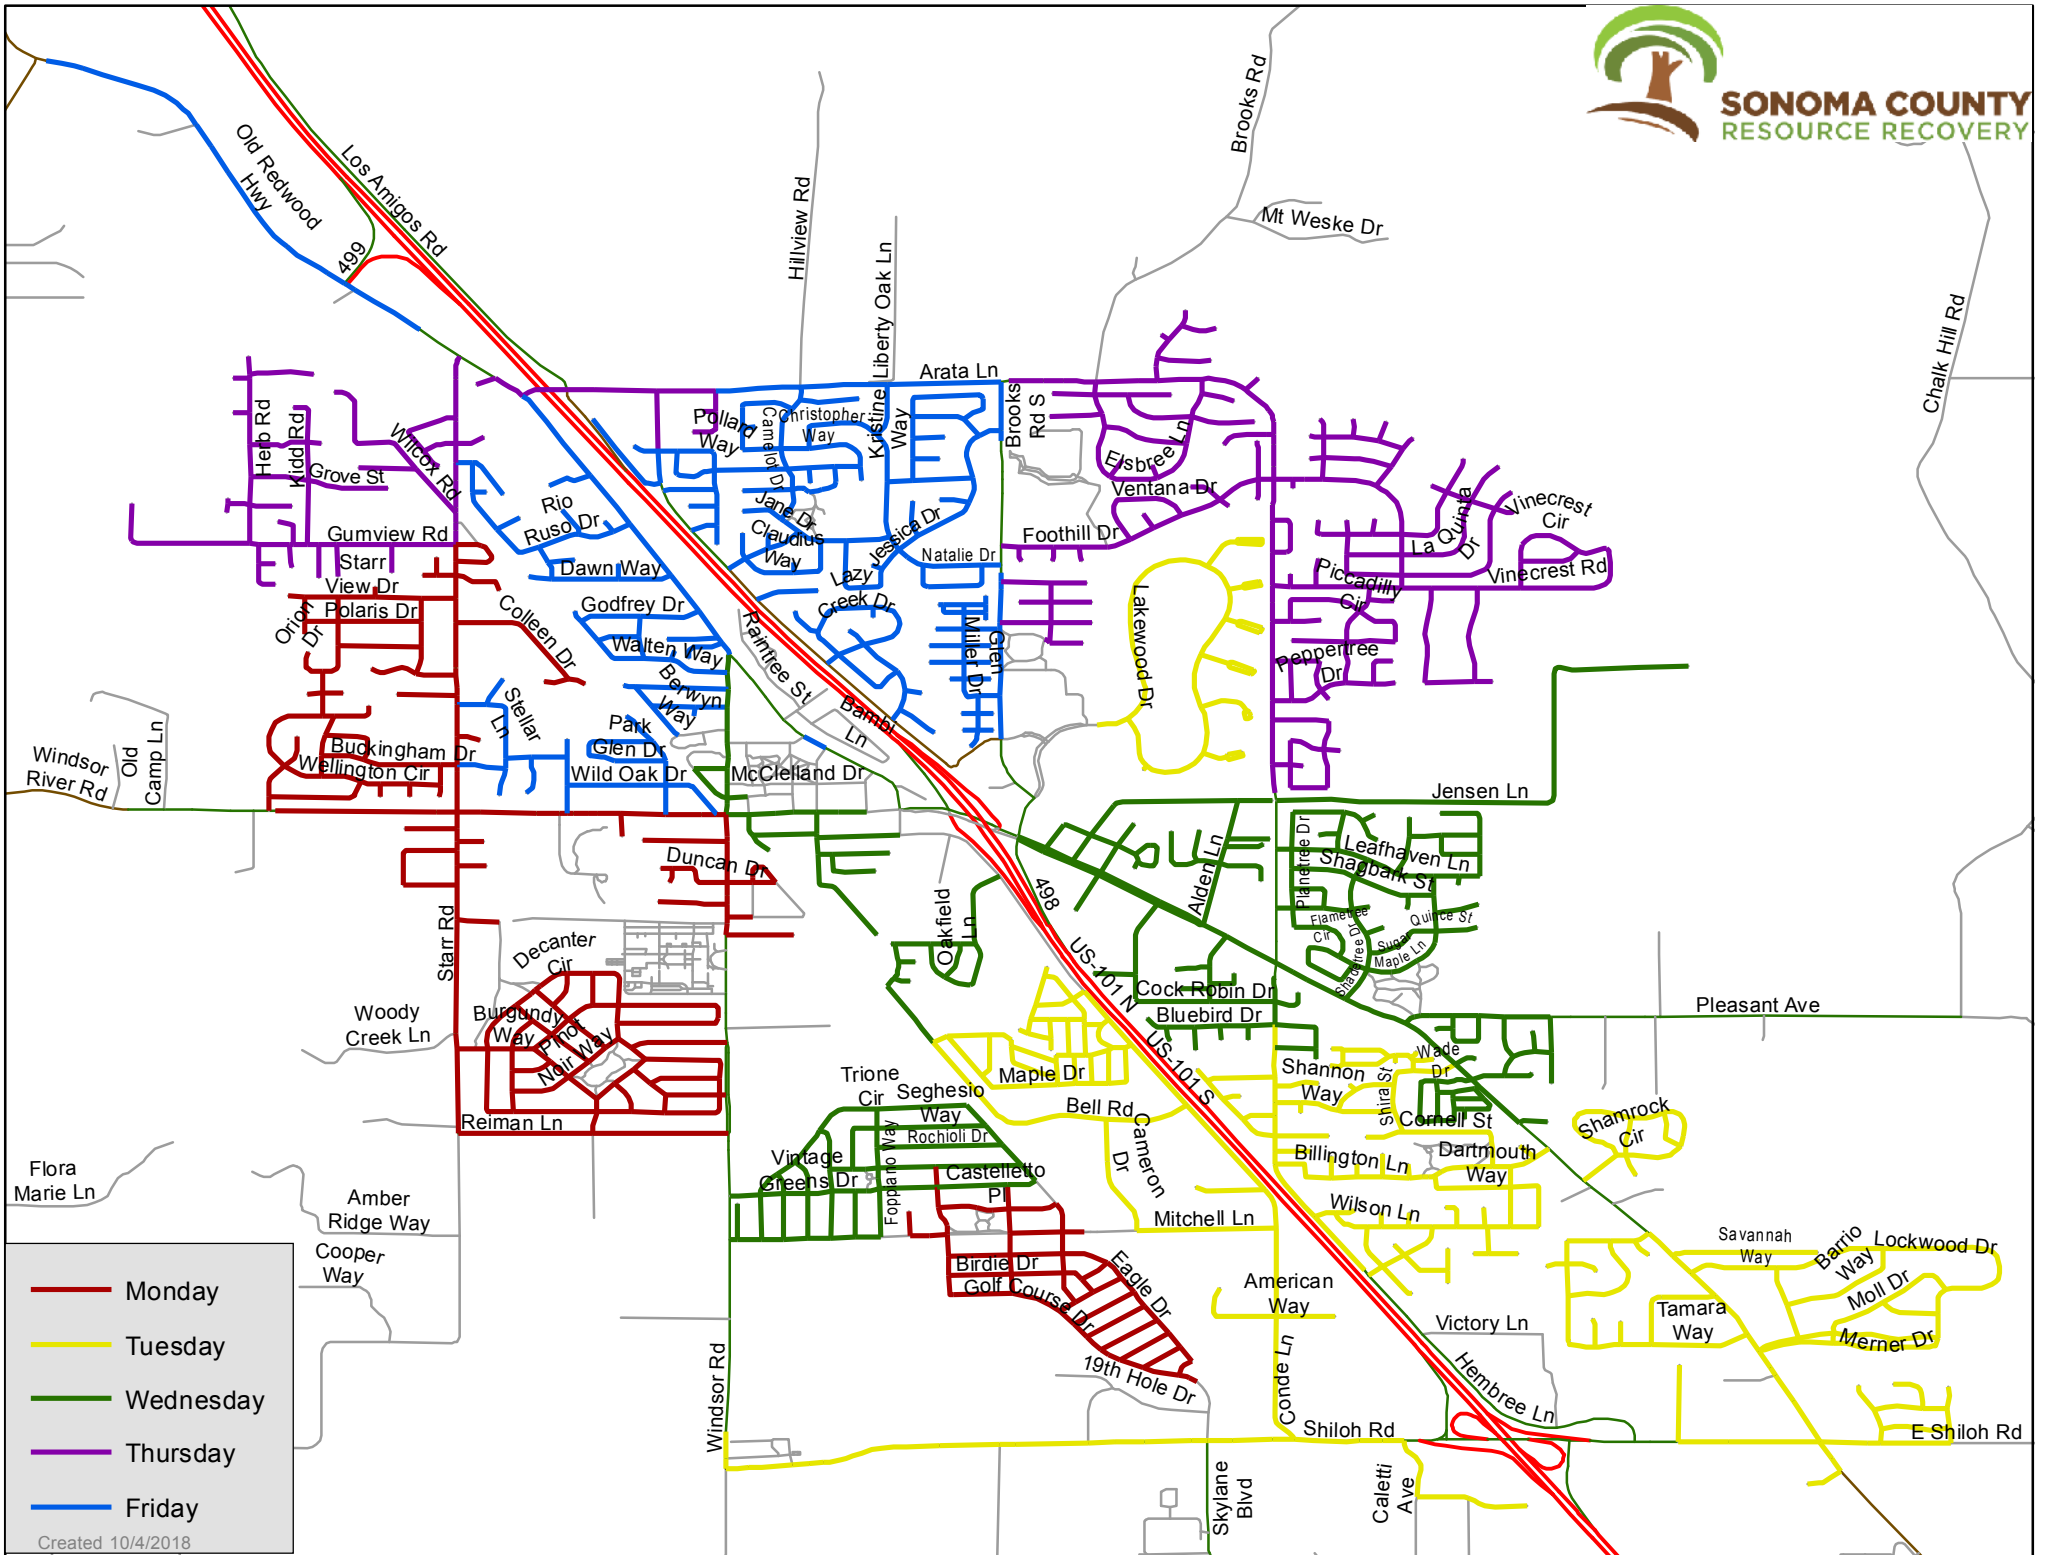 SONOMA COUNTY
RESOURCE RECOVERY
Brooks Rd
Old Redwood
Hwy
Los Amigos Rd
499
Hillview Rd
Liberty Oak Ln
Mt Weske Dr
Chalk Hill Rd
Arata Ln
Brooks
Rd S
Kristine
Way
Pollard
Way
Camelot Dr
Christopher
Way
Elsbree Ln
Ventana Dr
Herb Rd
Kidd Rd
Wilcox Rd
Grove St
Rio
Ruso Dr
Jane Dr
Claudius
Way
Jessica Dr
Natalie Dr
Foothill Dr
La Quinta
Dr
Vinecrest
Cir
Vinecrest Rd
Gumview Rd
Starr
View Dr
Dawn Way
Lazy
Creek Dr
Piccadilly
Cir
Orion
Dr
Polaris Dr
Colleen Dr
Godfrey Dr
Walten Way
Raintree St
Miller Dr
Glen
Lakewood Dr
Peppertree
Dr
Berwyn
Way
Bambi
Ln
Stellar
Ln
Park
Glen Dr
Old
Camp Ln
Windsor
River Rd
Buckingham Dr
Wellington Cir
Wild Oak Dr
McClelland Dr
Jensen Ln
Duncan Dr
Alden Ln
Planetree Dr
Leafhaven Ln
Shagbark St
Oakfield
Ln
498
Flametree
Cir
Shadetree Dr
Quince St
Sugar
Maple Ln
Starr Rd
Decanter
Cir
US-101 N
Cock Robin Dr
Bluebird Dr
Pleasant Ave
Woody
Creek Ln
Burgundy
Way
Pinot
Noir Way
US-101 S
Maple Dr
Shannon
Way
Wade
Dr
Shira St
Trione
Cir
Seghesio
Way
Bell Rd
Cameron
Dr
Cornell St
Shamrock
Cir
Reiman Ln
Rochioli Dr
Foppiano Way
Vintage
Greens Dr
Castelletto
Pl
Billington Ln
Dartmouth
Way
Flora
Marie Ln
Amber
Ridge Way
Mitchell Ln
Wilson Ln
Savannah
Way
Barrio
Way
Lockwood Dr
Moll Dr
Cooper
Way
Birdie Dr
Golf Course Dr
Eagle Dr
American
Way
Tamara
Way
Merner Dr
Victory Ln
19th Hole Dr
Conde Ln
Hembree Ln
Windsor Rd
Shiloh Rd
E Shiloh Rd
Skylane
Blvd
Caletti
Ave
Monday
Tuesday
Wednesday
Thursday
Friday
Created 10/4/2018